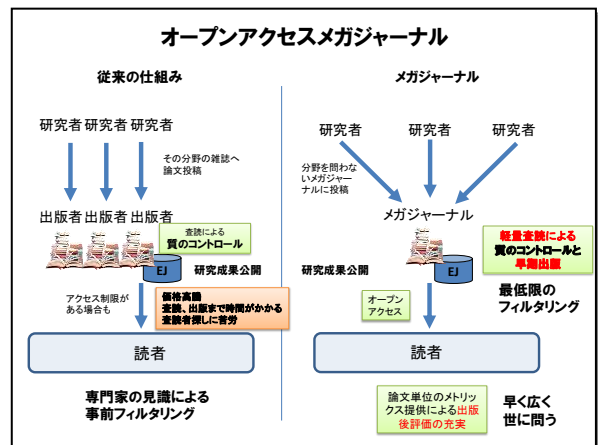 オープンアクセスメガジャーナル
従来の仕組み
研究者 研究者 研究者
その分野の雑誌へ
論文投稿
出版者 出版者 出版者
査読による
質のコントロール
EJ
研究成果公開
アクセス制限が
ある場合も
価格高騰
査読、出版まで時間がかかる
査読者探しに苦労
読者
専門家の見識による
事前フィルタリング
メガジャーナル
研究者 研究者 研究者
分野を問わ
ないメガジャー
ナルに投稿
メガジャーナル
軽量査読による
質のコントロールと
早期出版
EJ
研究成果公開
最低限の
フィルタリング
オープン
アクセス
読者
論文単位のメトリッ
クス提供による出版
後評価の充実
早く広く
世に問う